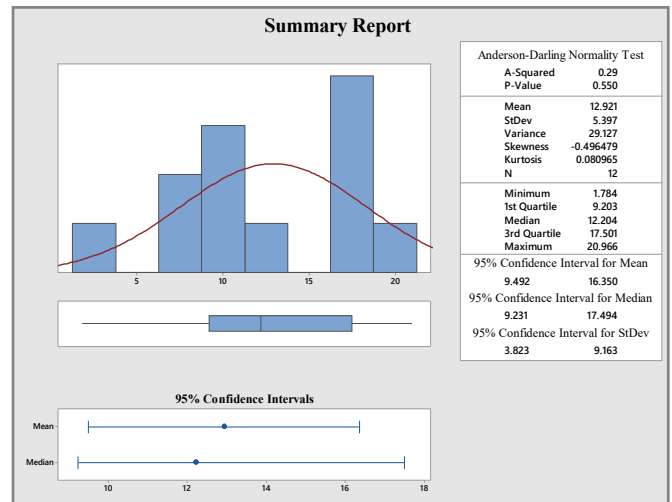 Summary Report
5 10 15 20
95% Confidence Intervals
Mean
Median
10 12 14 16 18
Anderson-Darling Normality Test
A-Squared 0.29
P-Value 0.550
Mean 12.921
StDev 5.397
Variance 29.127
Skewness -0.496479
Kurtosis 0.080965
N 12
Minimum 1.784
1st Quartile 9.203
Median 12.204
3rd Quartile 17.501
Maximum 20.966
95% Confidence Interval for Mean
9.492 16.350
95% Confidence Interval for Median
9.231 17.494
95% Confidence Interval for StDev
3.823 9.163